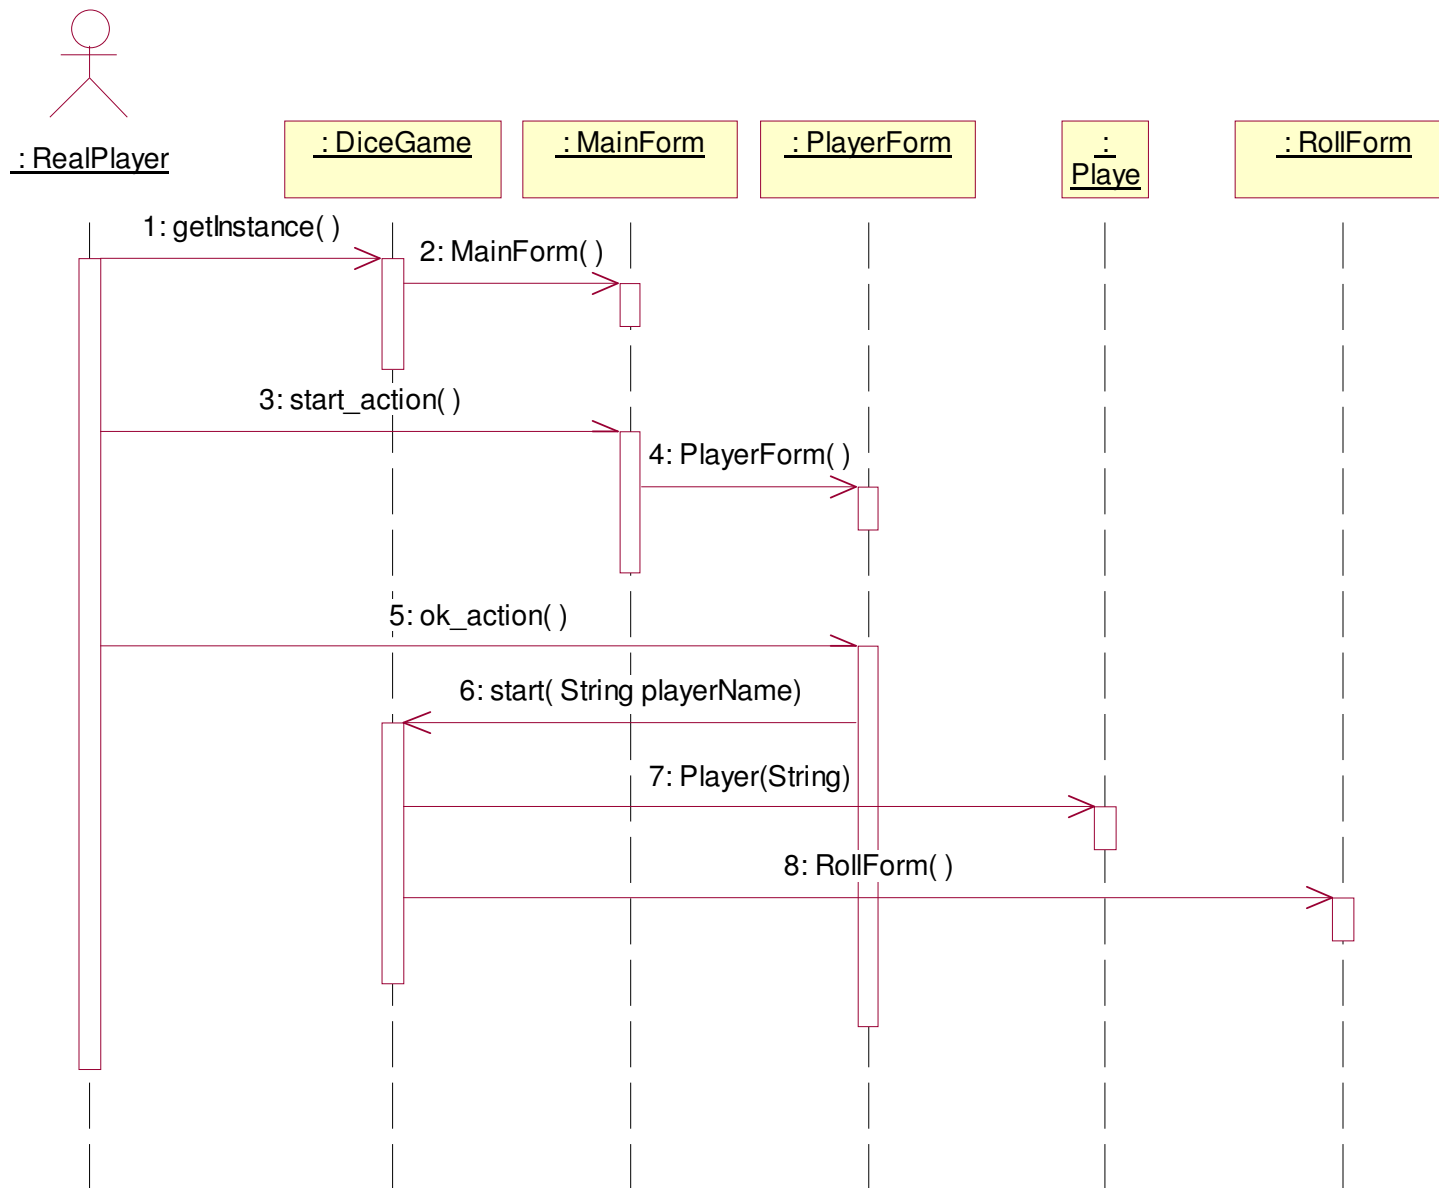 : RealPlayer
: DiceGame
: MainForm
: PlayerForm
:
Playe
: RollForm
1: getInstance( )
2: MainForm( )
3: start_action( )
4: PlayerForm( )
5: ok_action( )
6: start( String playerName)
7: Player(String)
8: RollForm( )